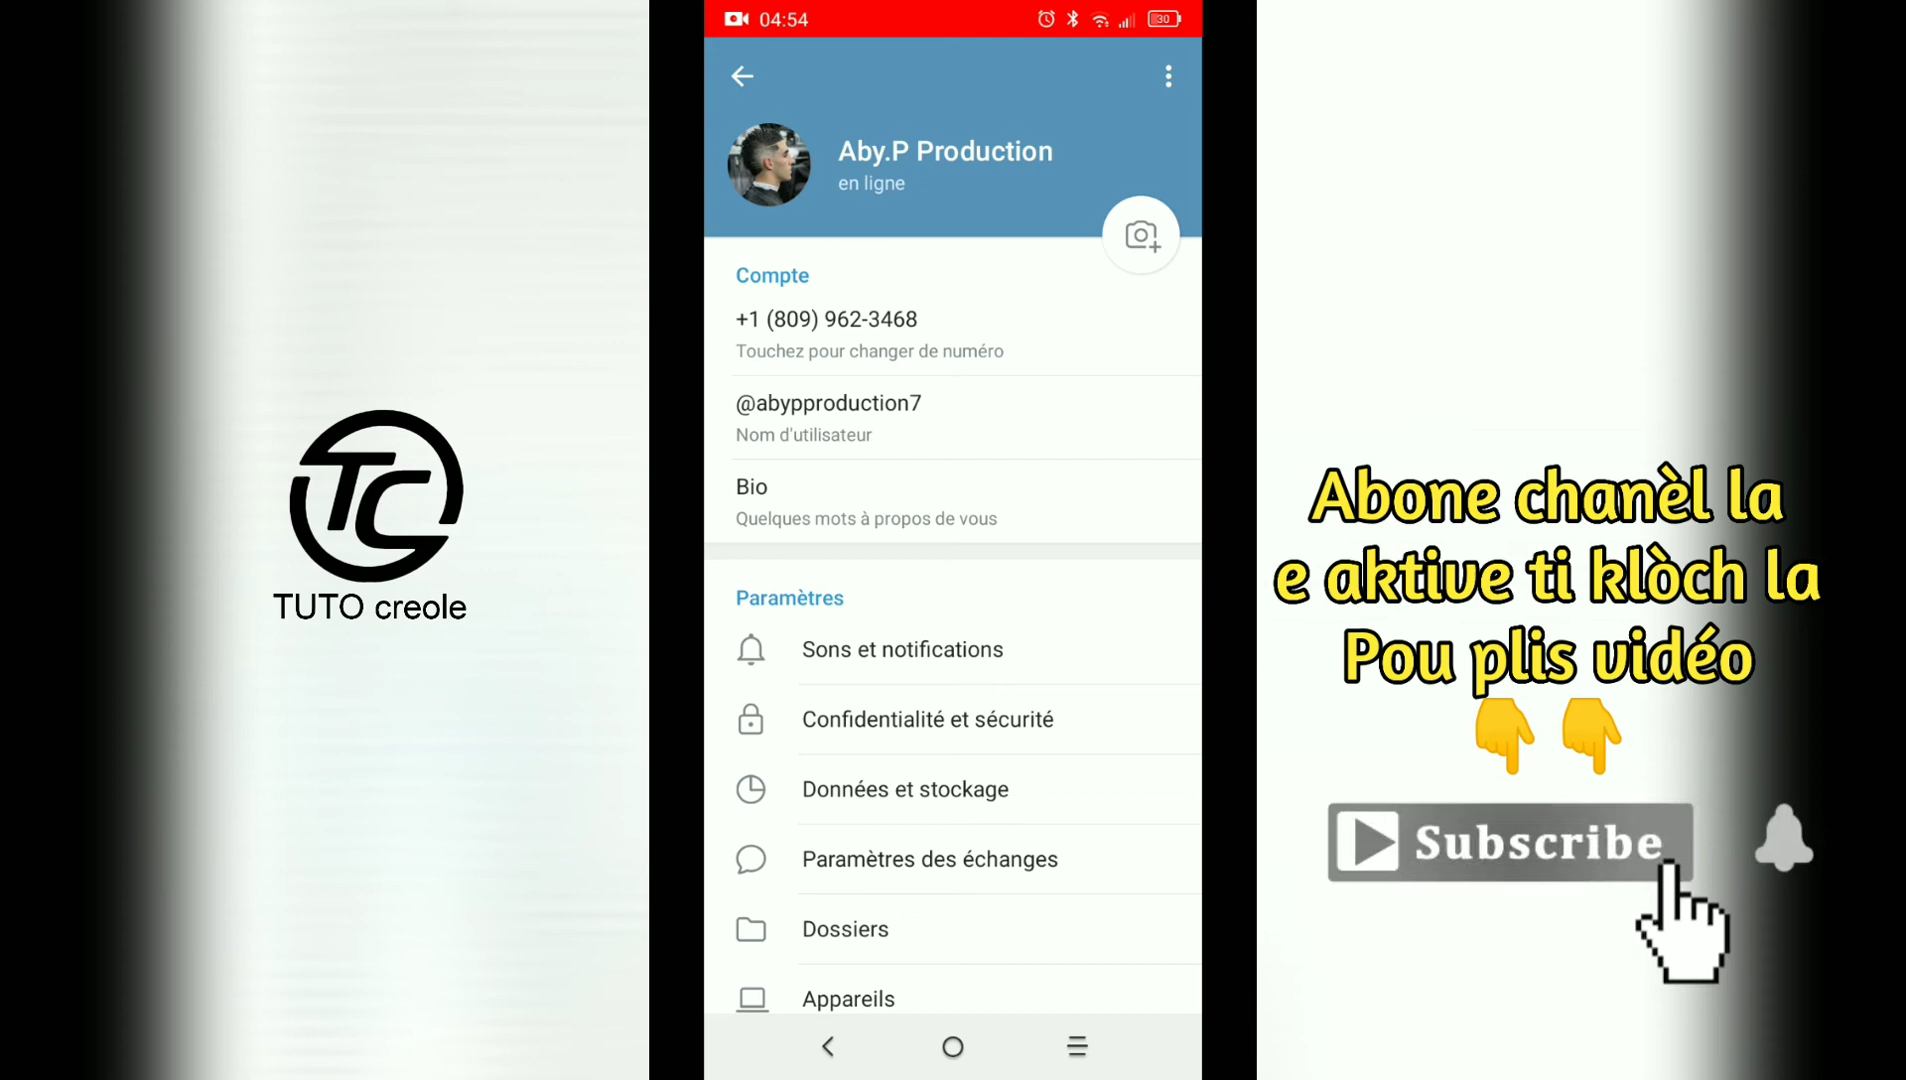 TC
TUTO creole
04:54
30
Aby.P Production
en ligne
Compte
+1 (809) 962-3468
Touchez pour changer de numéro
@abypproduction7
Nom d'utilisateur
Bio
Quelques mots à propos de vous
Paramètres
Sons et notifications
Confidentialité et sécurité
Données et stockage
Paramètres des échanges
Dossiers
Appareils
Abone chanèl la
e aktive ti klòch la
Pou plis vidéo
Subscribe